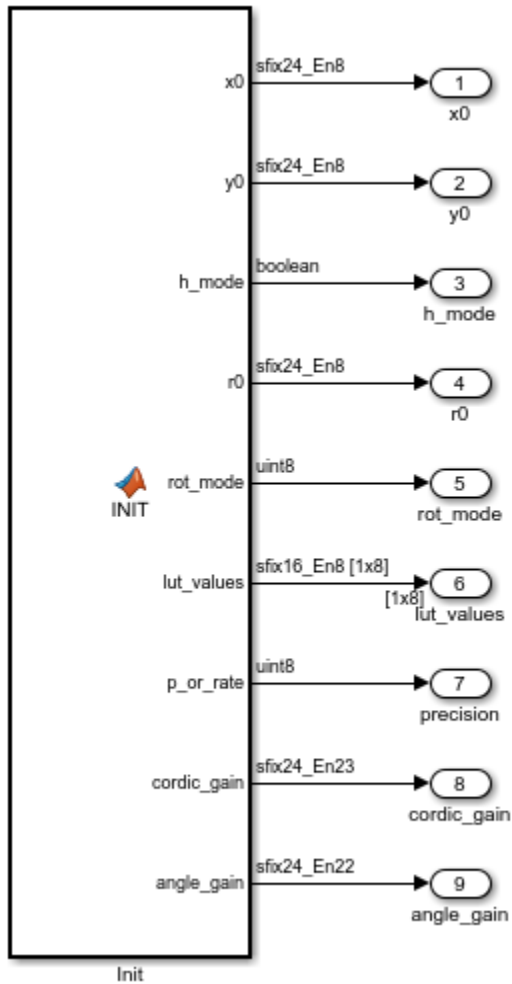 x0 sfix24_En8 1
x0
y0 sfix24_En8 2
y0
h_mode boolean 3
h_mode
r0 sfix24_En8 4
r0
rot_mode uint8 5
INIT
rot_mode
lut_values sfix16_En8 [1x8] 6
[1x8]
lut_values
p_or_rate uint8 7
precision
cordic_gain sfix24_En23 8
cordic_gain
angle_gain sfix24_En22 9
angle_gain
Init